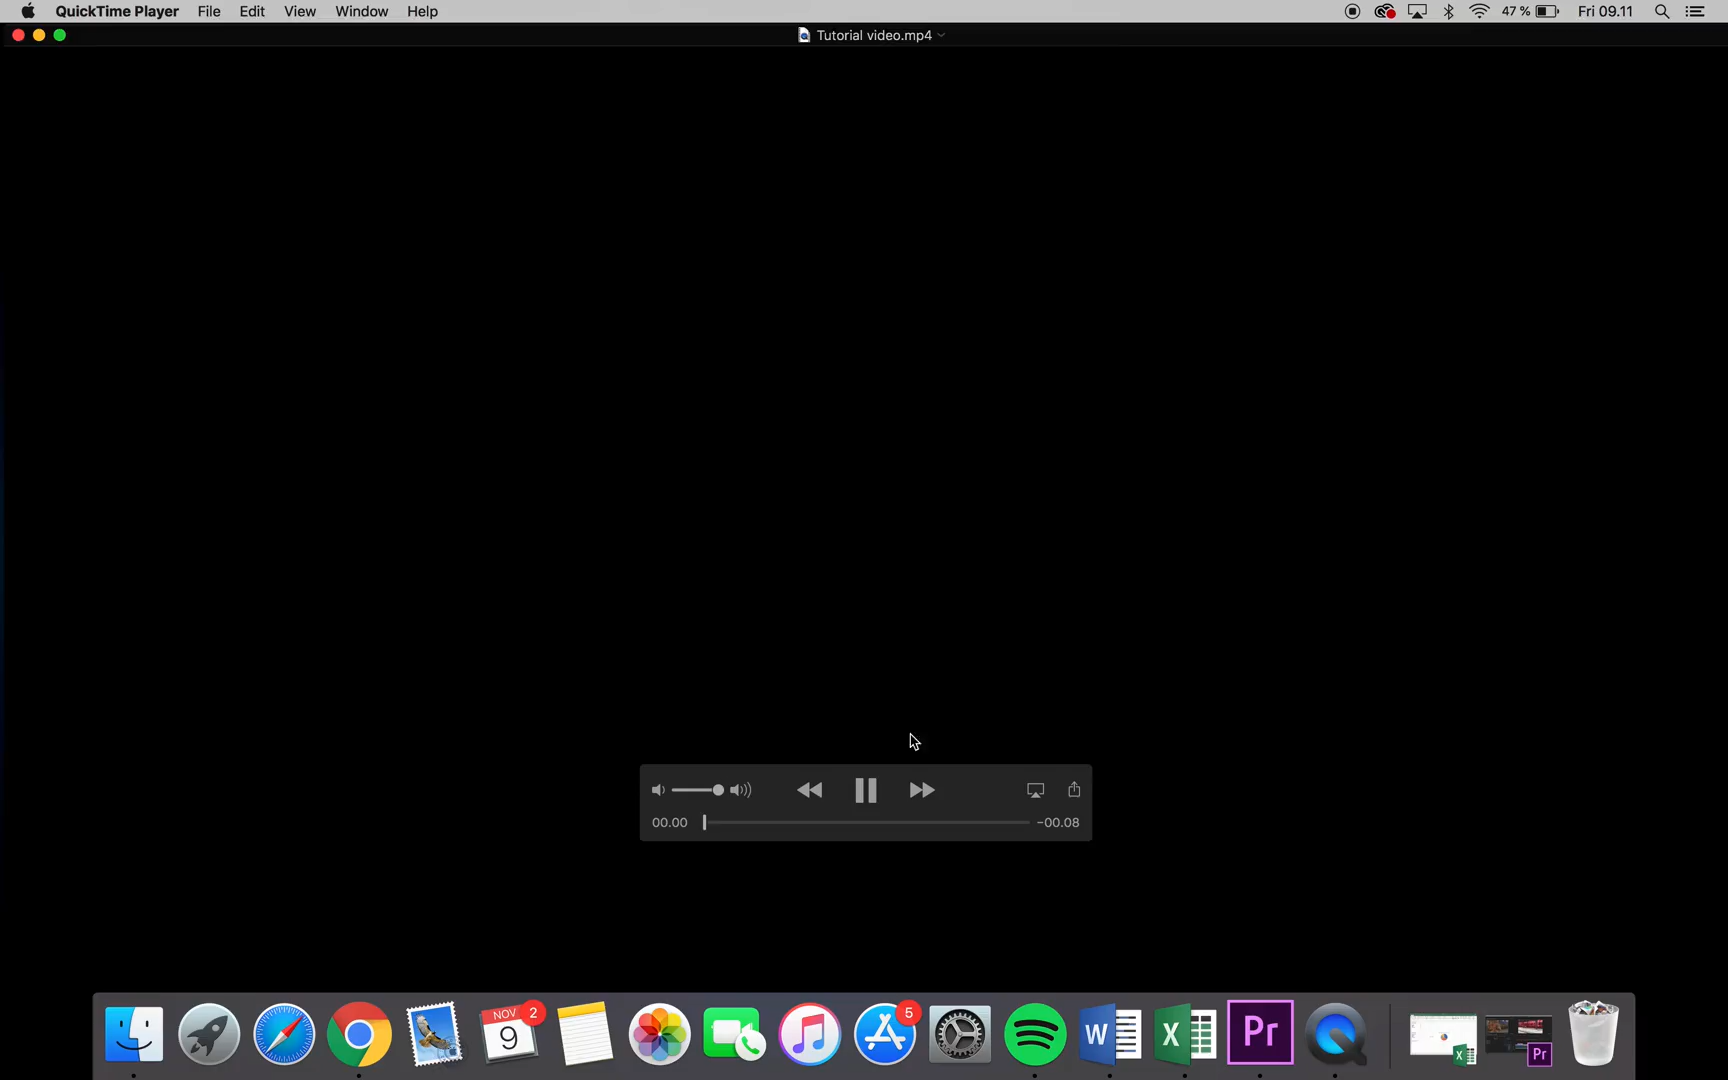 QuickTime Player File Edit View Window Help 47 % Fri 09.11
Tutorial video.mp4
00.00 -00.08
NOV 2 5
9 W X Pr
X Pr